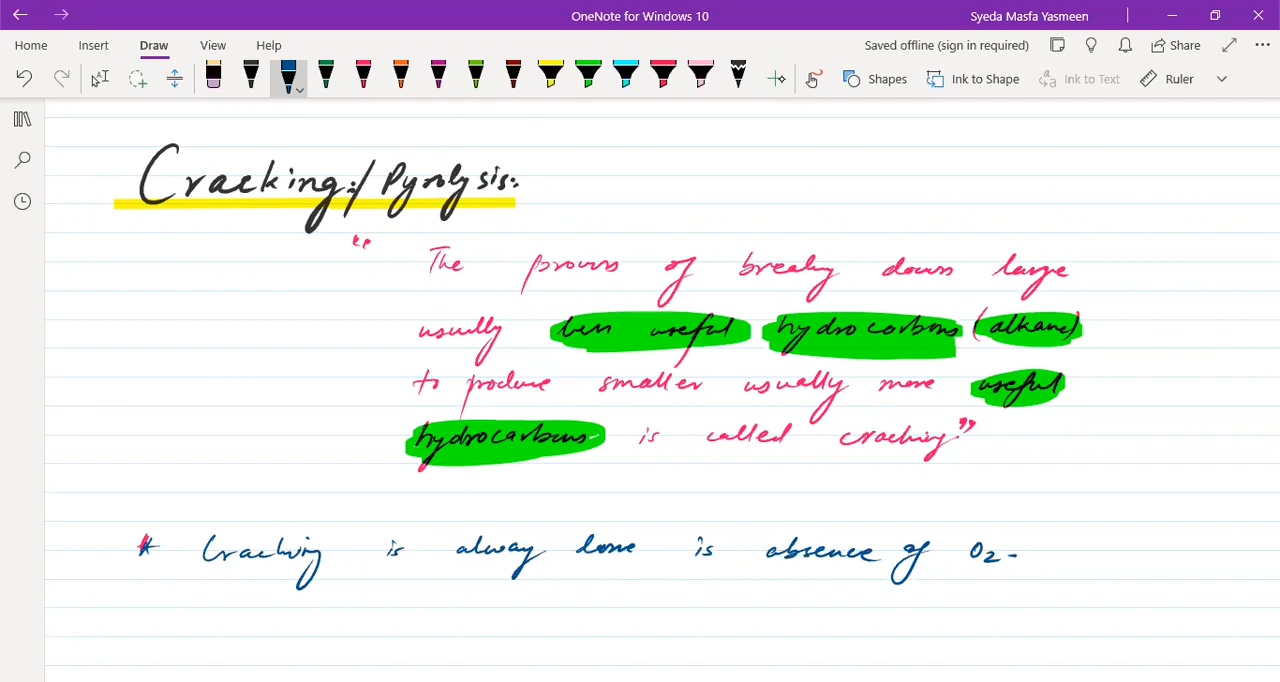 OneNote for Windows 10
Syeda Masfa Yasmeen
Home Insert Draw View Help
Saved offline (sign in required)
Share
Shapes
Ink to Shape
Ink to Text
Ruler
Cracking:/ Pyrolysis:.
“ The process of breaking down large
usually less useful hydrocarbons (alkane)
to produce smaller usually more useful
hydrocarbons is called cracking”
* Cracking is alway done is absence of O2-